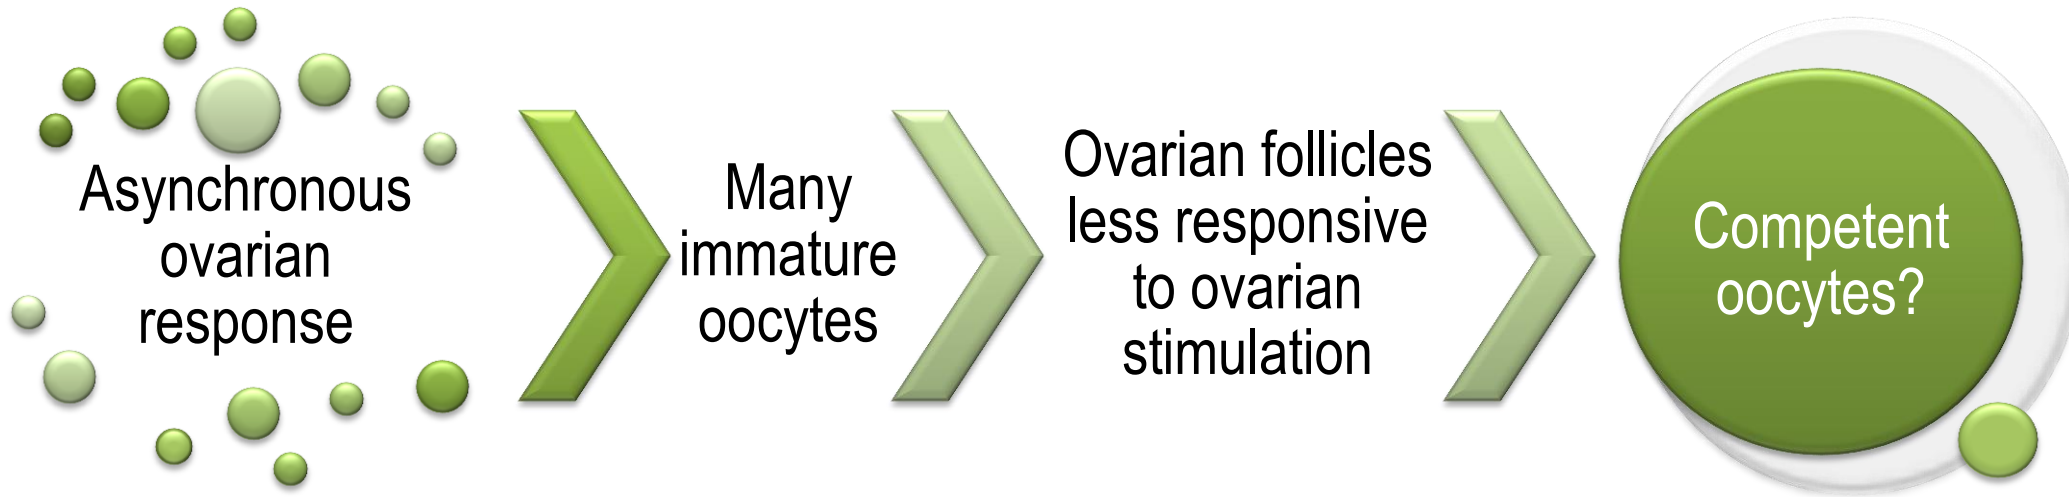 Asynchronous
ovarian
response
Many
immature
oocytes
Ovarian follicles
less responsive
to ovarian
stimulation
Competent
oocytes?